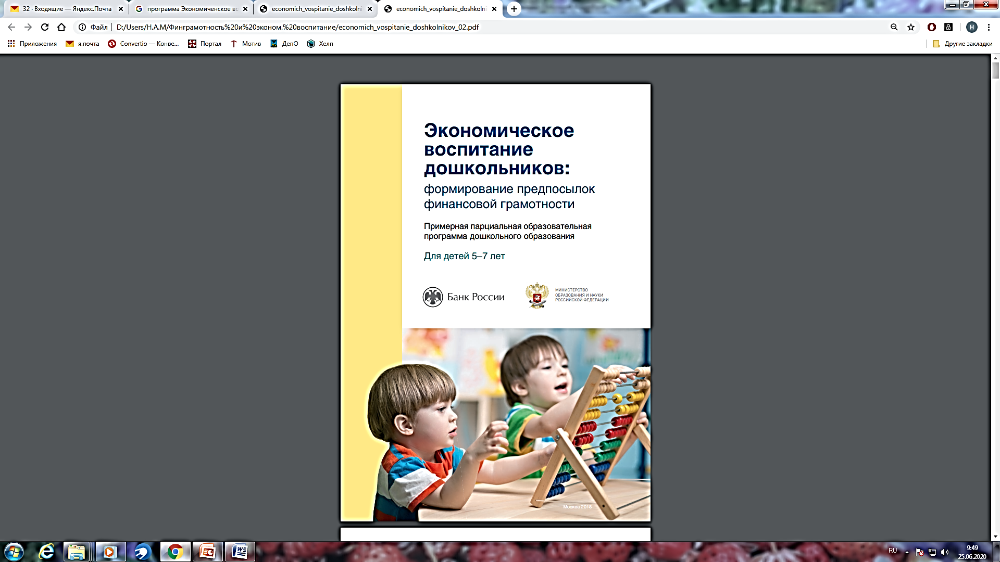 32 · Входящие — Яндекс.Почта
программа Экономиченское вс
economich_vospitanie_doshkolni
economich_vospitanie_doshkolni
Файл | D:/Users/Н.А.М/Финграмотность%20и%20эконом.%20воспитание/economich_vospitanie_doshkolnikov_02.pdf
Н
Приложения я.почта Convertio — Конве... Портал Мотив ДепО Хелп Другие закладки
Экономическое
воспитание
дошкольников:
формирование предпосылок
финансовой грамотности
Примерная парциальная образовательная
программа дошкольного образования
Для детей 5–7 лет
Банк России
МИНИСТЕРСТВО
ОБРАЗОВАНИЯ И НАУКИ
РОССИЙСКОЙ ФЕДЕРАЦИИ
Москва 2018
RU
9:49
25.06.2020